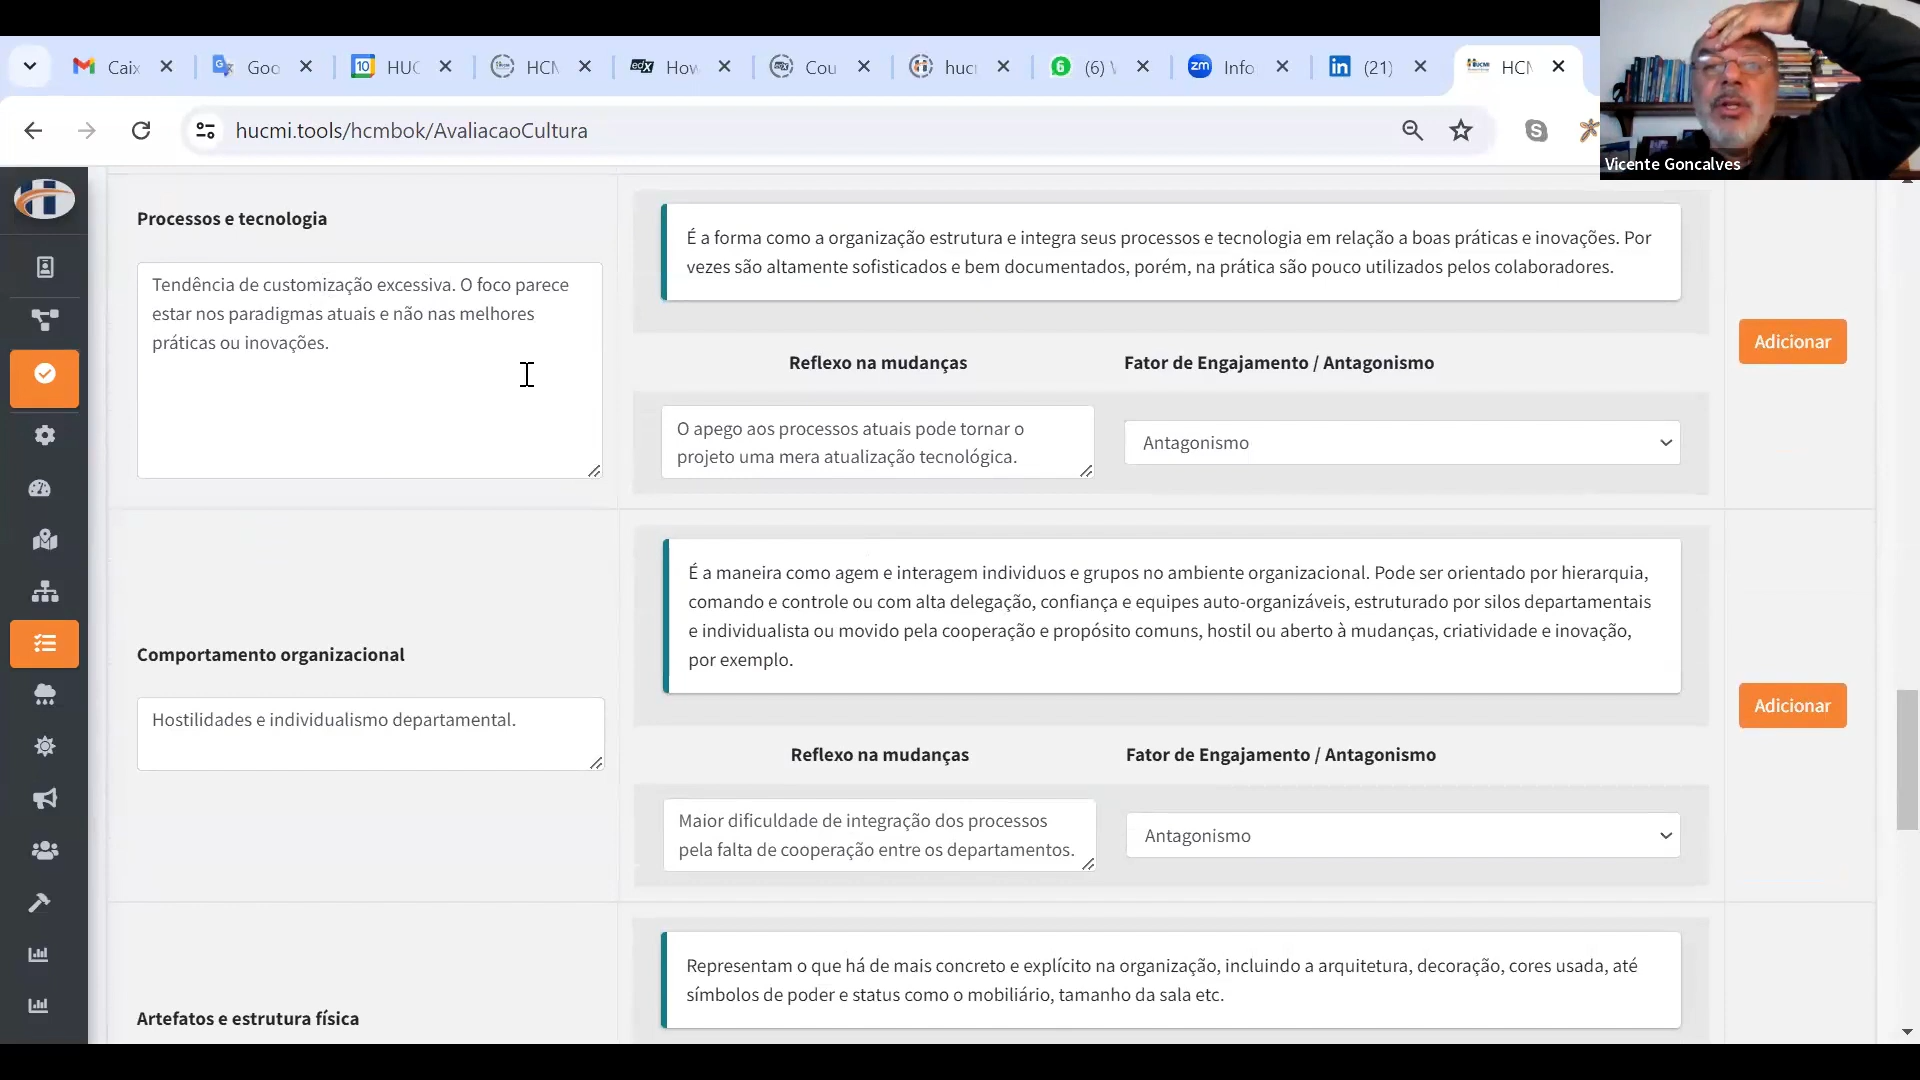 Caix
Goo
10
HUC
HCM
edX
How
Cou
huc
6
(6)
zm
Info
in
(21)
HUCMI
HCM
hucmi.tools/hcmbok/AvaliacaoCultura
S
Vicente Goncalves
Processos e tecnologia
Tendência de customização excessiva. O foco parece
estar nos paradigmas atuais e não nas melhores
práticas ou inovações.
É a forma como a organização estrutura e integra seus processos e tecnologia em relação a boas práticas e inovações. Por
vezes são altamente sofisticados e bem documentados, porém, na prática são pouco utilizados pelos colaboradores.
Reflexo na mudanças
Fator de Engajamento / Antagonismo
O apego aos processos atuais pode tornar o
projeto uma mera atualização tecnológica.
Antagonismo
Adicionar
Comportamento organizacional
Hostilidades e individualismo departamental.
É a maneira como agem e interagem individuos e grupos no ambiente organizacional. Pode ser orientado por hierarquia,
comando e controle ou com alta delegação, confiança e equipes auto-organizáveis, estruturado por silos departamentais
e individualista ou movido pela cooperação e propósito comuns, hostil ou aberto à mudanças, criatividade e inovação,
por exemplo.
Reflexo na mudanças
Fator de Engajamento / Antagonismo
Maior dificuldade de integração dos processos
pela falta de cooperação entre os departamentos.
Antagonismo
Adicionar
Artefatos e estrutura física
Representam o que há de mais concreto e explícito na organização, incluindo a arquitetura, decoração, cores usada, até
símbolos de poder e status como o mobiliário, tamanho da sala etc.